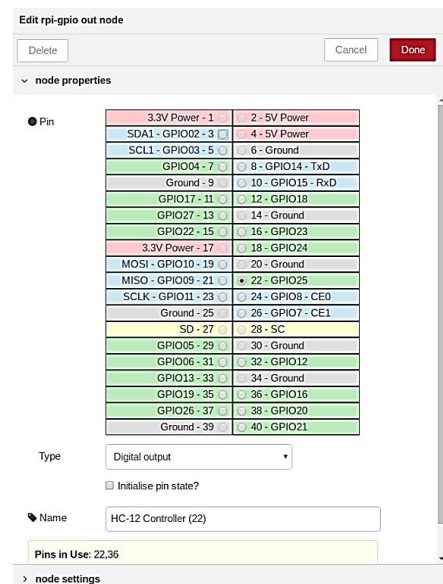 Edit rpi-gpio out node
Delete Cancel Done
node properties
Pin
3.3V Power - 1 2 - 5V Power
SDA1 - GPIO02 - 3 4 - 5V Power
SCL1 - GPIO03 - 5 6 - Ground
GPIO04 - 7 8 - GPIO14 - TxD
Ground - 9 10 - GPIO15 - RxD
GPIO17 - 11 12 - GPIO18
GPIO27 - 13 14 - Ground
GPIO22 - 15 16 - GPIO23
3.3V Power - 17 18 - GPIO24
MOSI - GPIO10 - 19 20 - Ground
MISO - GPIO09 - 21 22 - GPIO25
SCLK - GPIO11 - 23 24 - GPIO8 - CE0
Ground - 25 26 - GPIO7 - CE1
SD - 27 28 - SC
GPIO05 - 29 30 - Ground
GPIO06 - 31 32 - GPIO12
GPIO13 - 33 34 - Ground
GPIO19 - 35 36 - GPIO16
GPIO26 - 37 38 - GPIO20
Ground - 39 40 - GPIO21
Type Digital output
Initialise pin state?
Name HC-12 Controller (22)
Pins in Use: 22,36
node settings